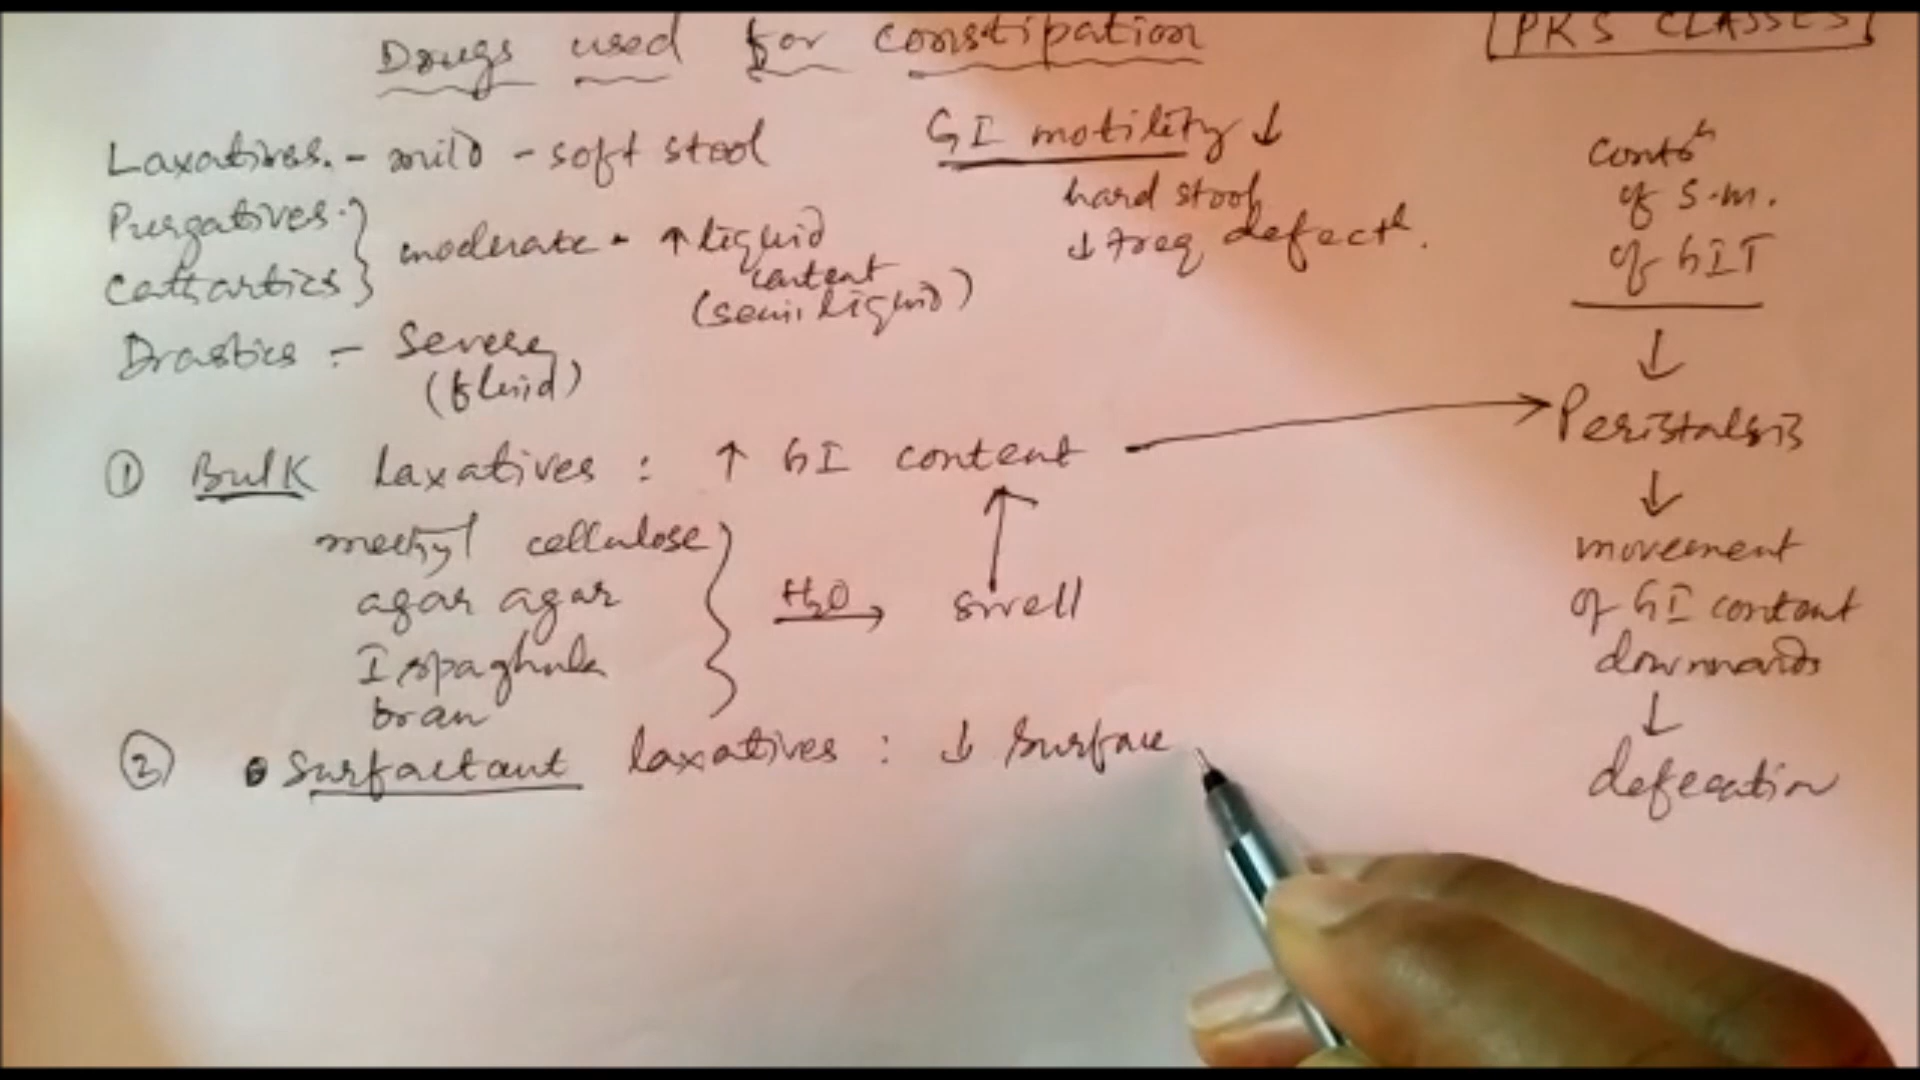 Drugs used for constipation
PKS CLASSES
Laxatives. - mild - soft stool
Purgatives.
Cathartics
moderate - ↑ liquid
content
(semi liquid)
Drastics - Severe
(fluid)
GI motility ↓
hard stool
↓ freq defectn.
Contn
of S.m.
of GIT
↓
Peristalsis
↓
movement
of GI content
downwards
↓
defecation
① Bulk laxatives : ↑ GI content
methyl cellulose
agar agar
Ispaghula
bran
H2O → swell
② Surfactant laxatives : ↓ surface